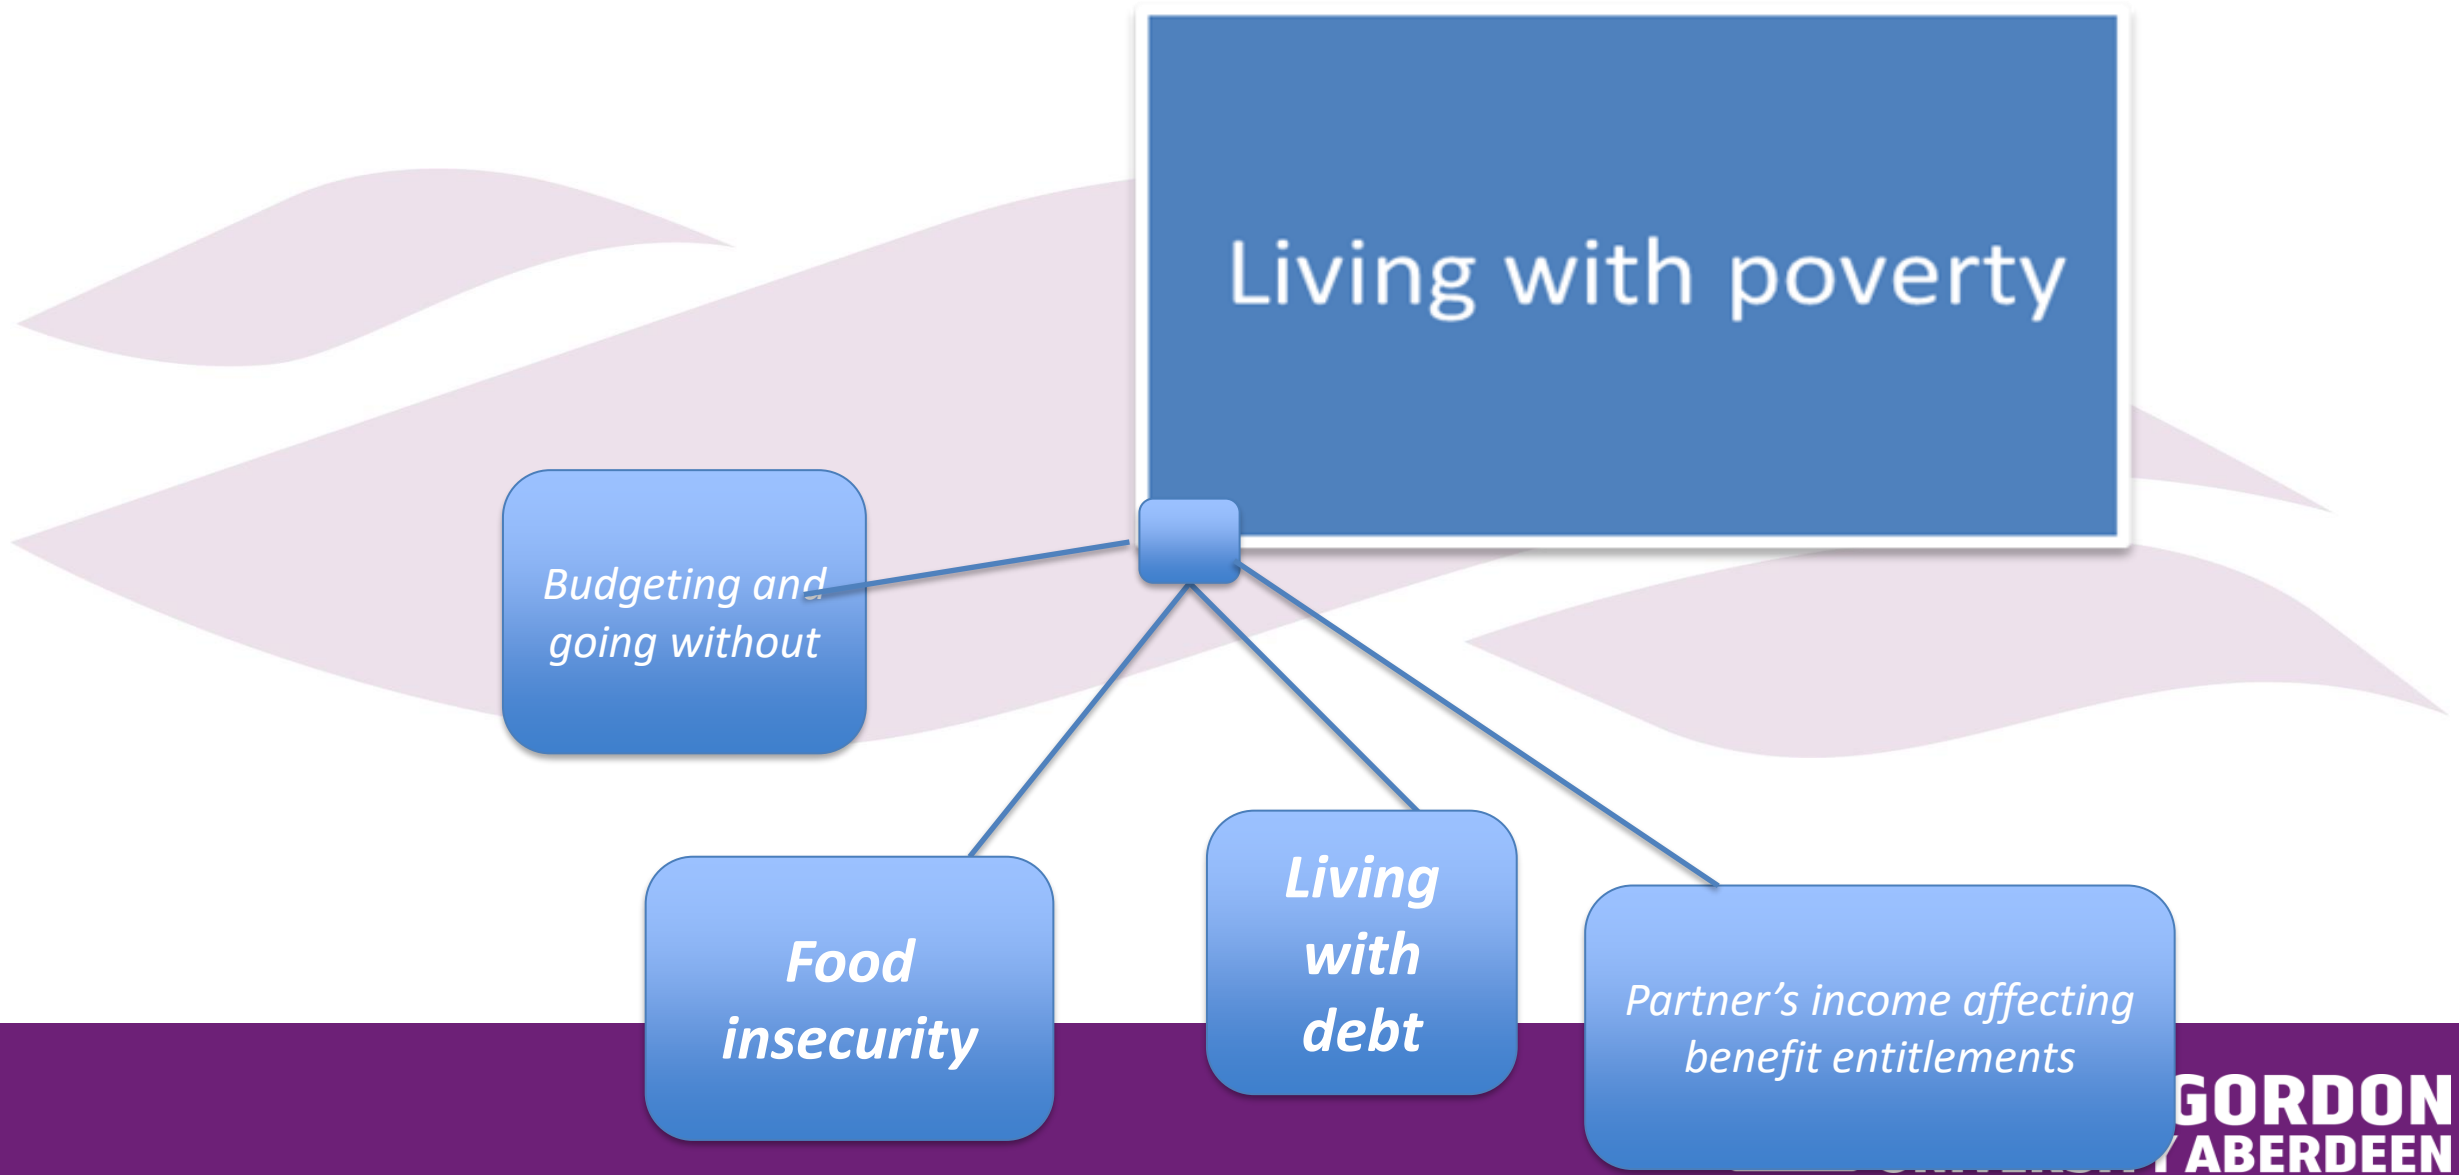 Living with poverty
Budgeting and
going without
Food
insecurity
Living
with
debt
Partner’s income affecting
benefit entitlements
GORDON
ABERDEEN